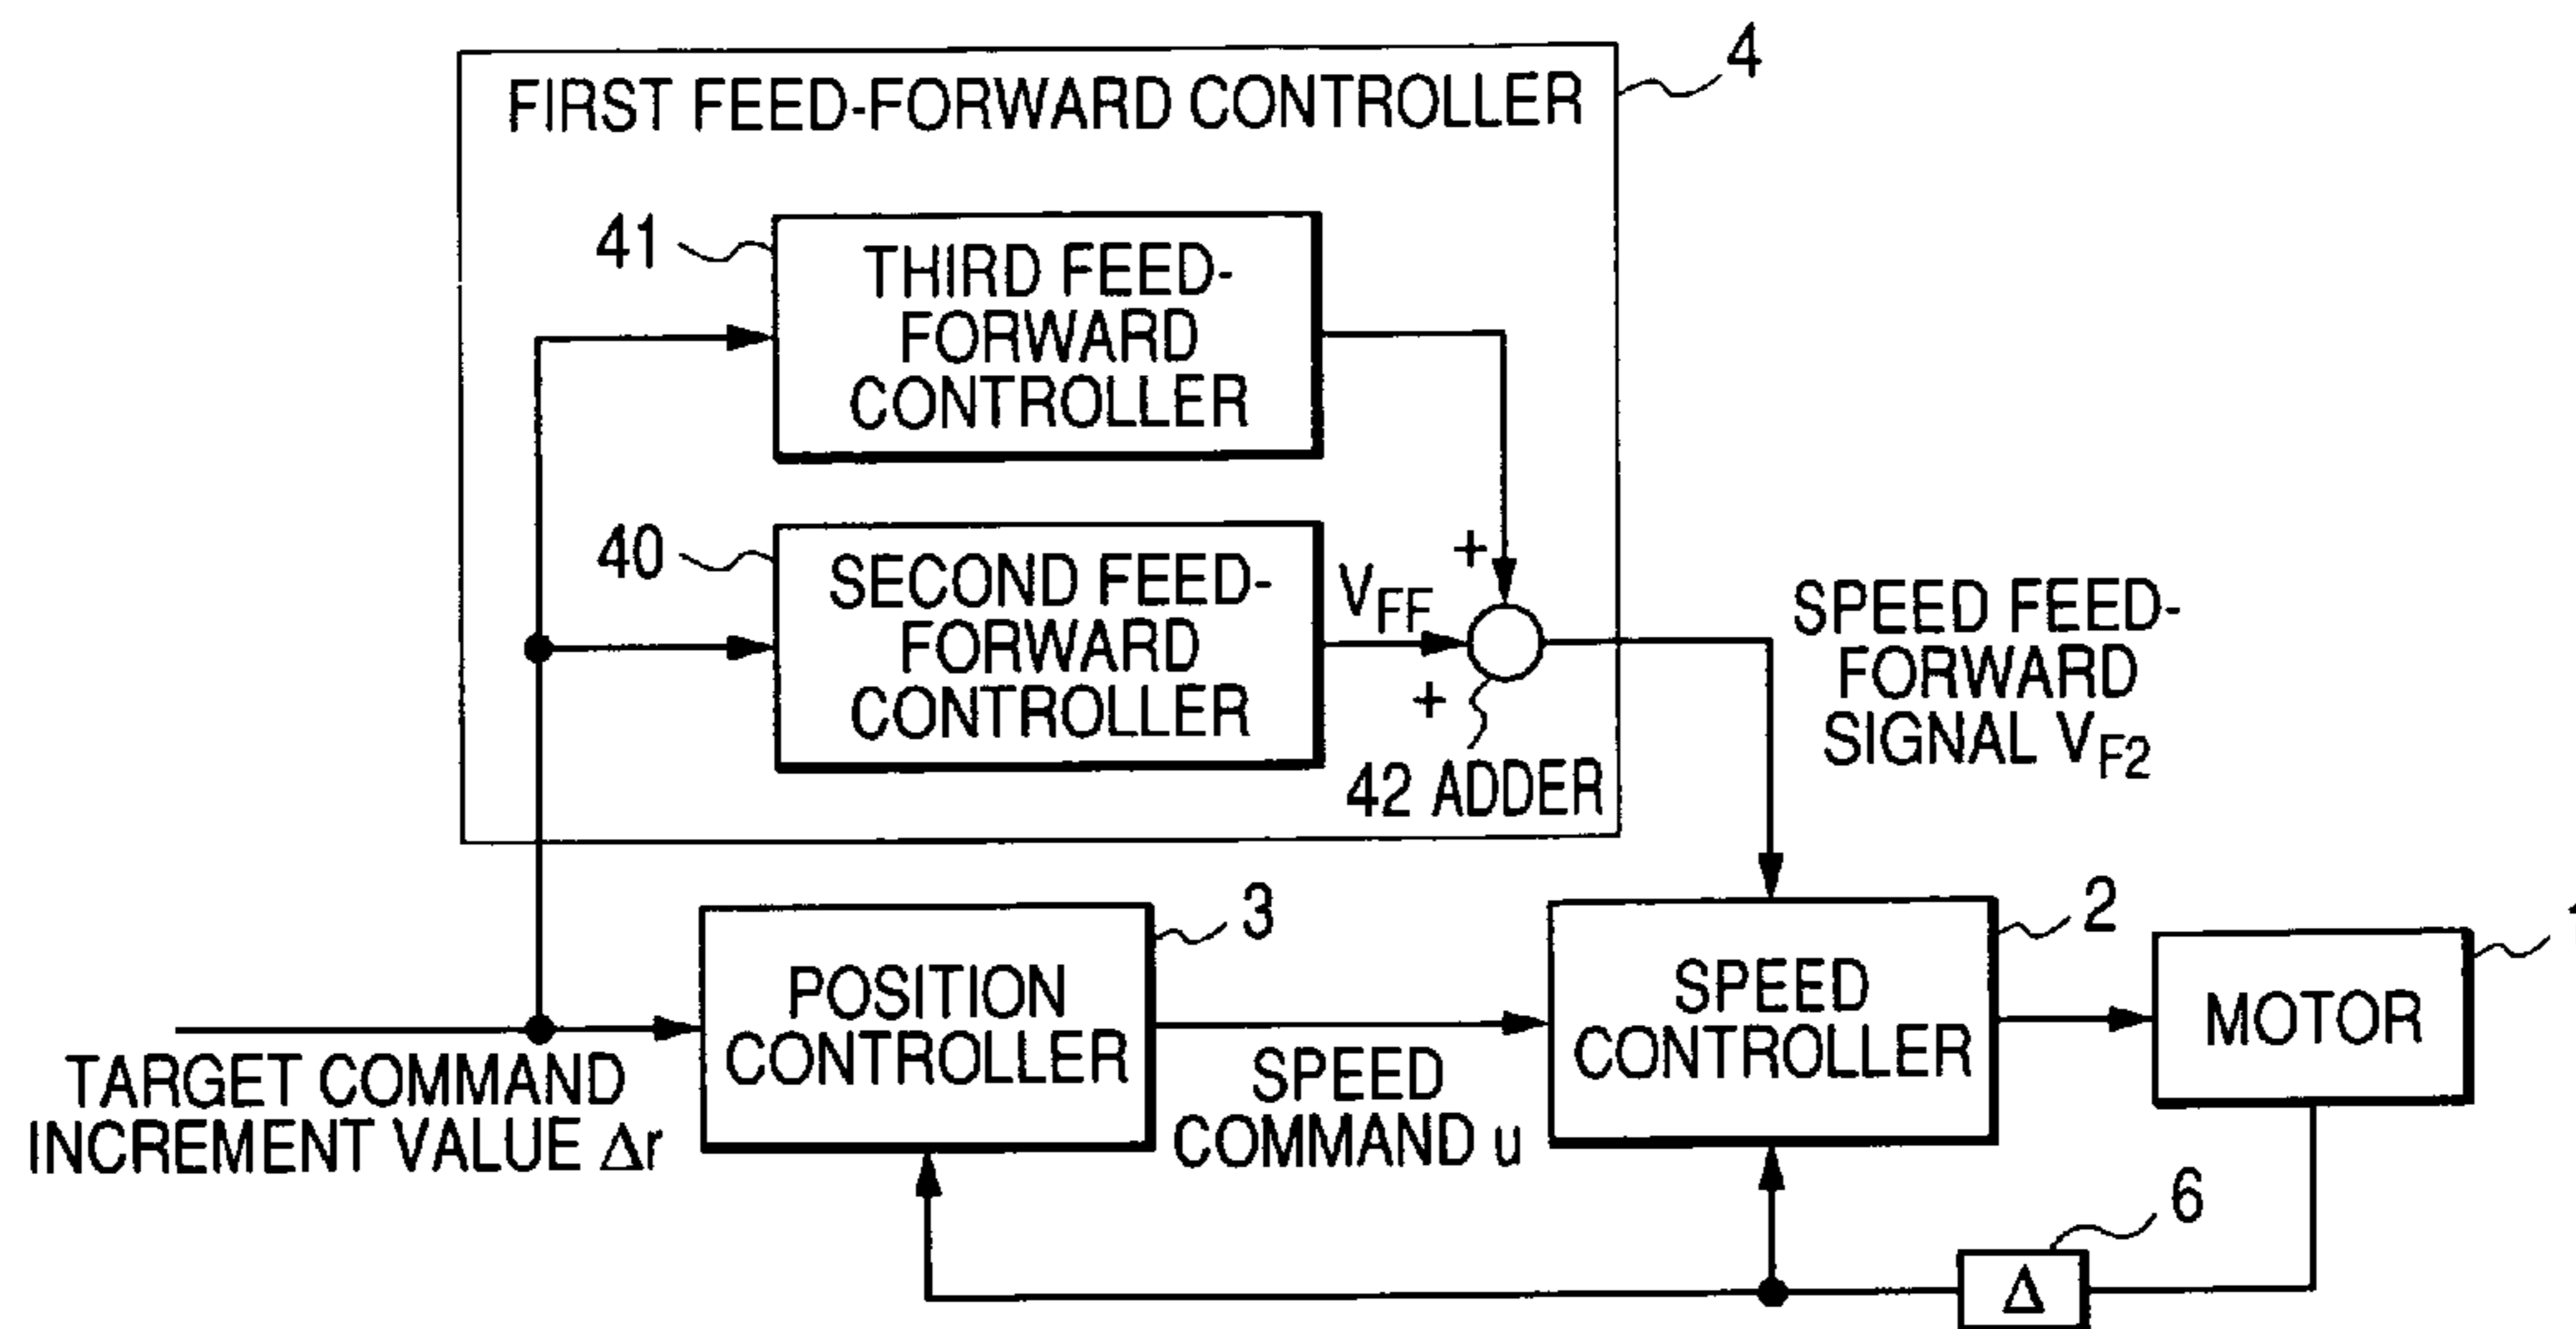 4
FIRST FEED-FORWARD CONTROLLER
41
THIRD FEED-
FORWARD
CONTROLLER
40
SECOND FEED-
FORWARD
CONTROLLER
VFF
+
+
42 ADDER
SPEED FEED-
FORWARD
SIGNAL VF2
3
POSITION
CONTROLLER
2
SPEED
CONTROLLER
MOTOR
TARGET COMMAND
INCREMENT VALUE Δr
SPEED
COMMAND u
6
Δ